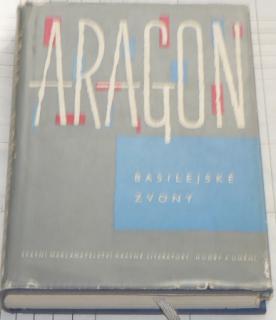 ARAGON
BASILEJSKÉ
ZVONY
STÁTNÍ NAKLADATELSTVÍ KRÁSNÉ LITERATURY, HUDBY A UMĚNÍ